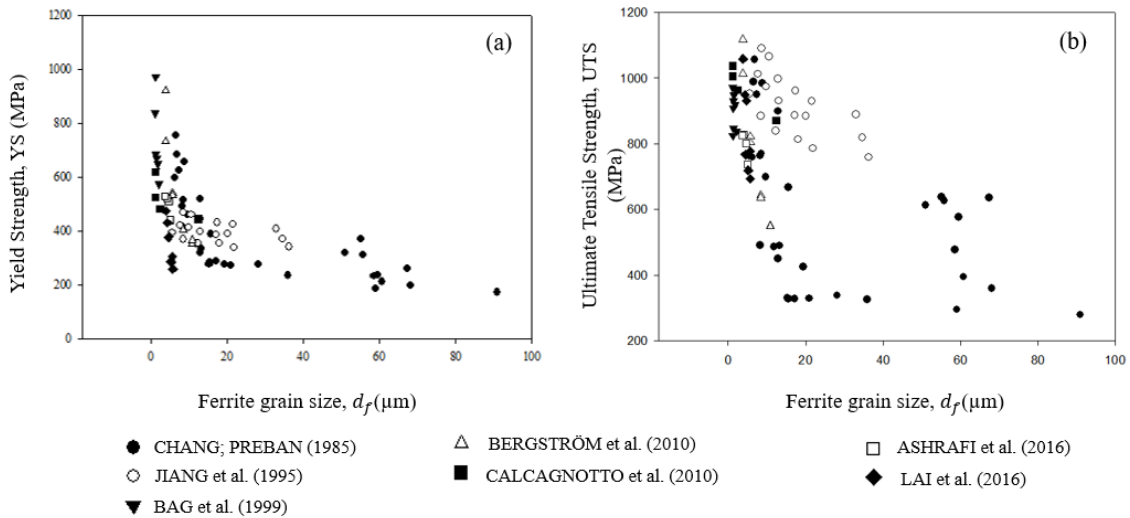 1200
1000
800
600
400
200
0
0 20 40 60 80 100
Yield Strength, YS (MPa)
Ferrite grain size, d_f (µm)
(a)
1200
1000
800
600
400
200
0 20 40 60 80 100
Ultimate Tensile Strength, UTS
(MPa)
Ferrite grain size, d_f (µm)
(b)
CHANG; PREBAN (1985)
JIANG et al. (1995)
BAG et al. (1999)
BERGSTRÖM et al. (2010)
CALCAGNOTTO et al. (2010)
ASHRAFI et al. (2016)
LAI et al. (2016)